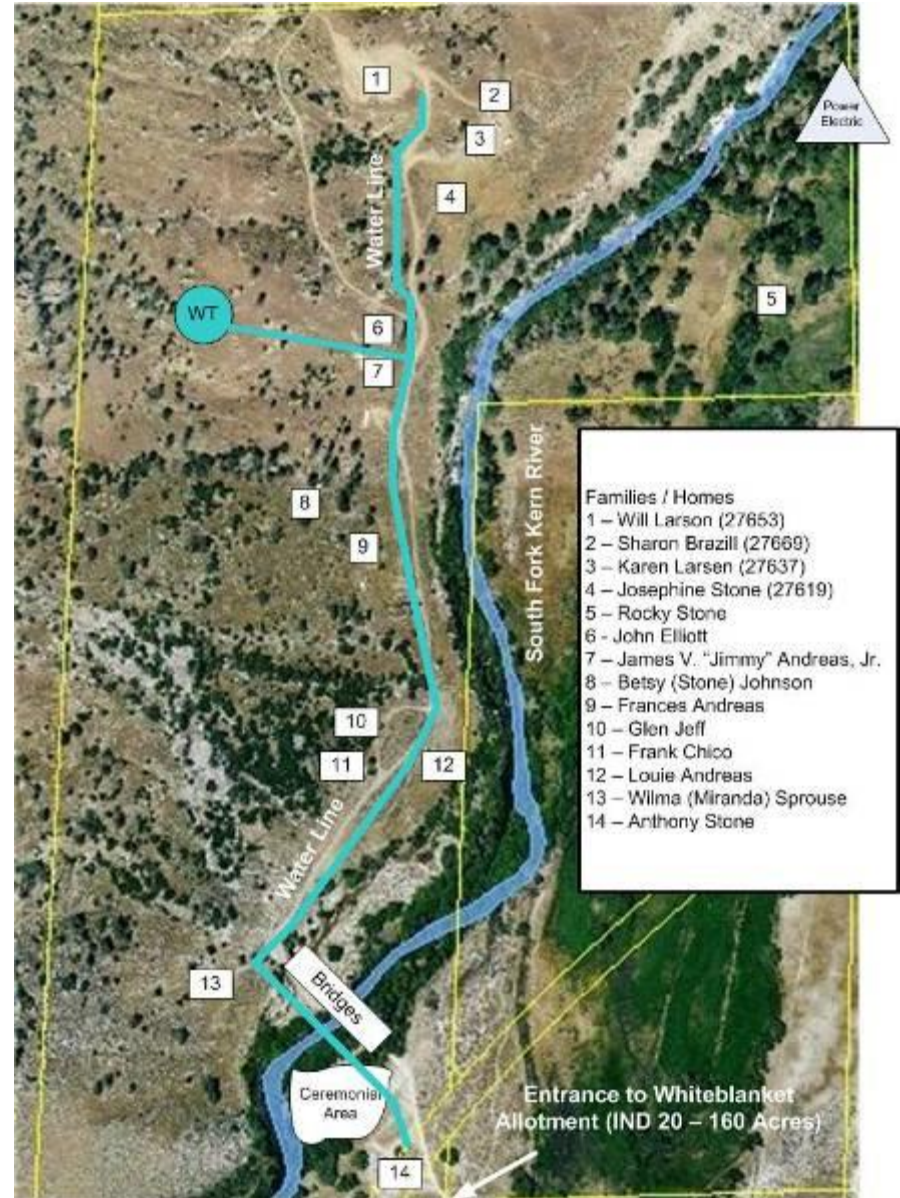 1
2
Power
Electric
3
Water Line
4
5
WT
6
7
South Fork Kern River
Families / Homes
1 – Will Larson (27653)
2 – Sharon Brazill (27669)
3 – Karen Larsen (27637)
4 – Josephine Stone (27619)
5 – Rocky Stone
6 - John Elliott
7 – James V. "Jimmy" Andreas, Jr.
8 – Betsy (Stone) Johnson
9 – Frances Andreas
10 – Glen Jeff
11 – Frank Chico
12 – Louie Andreas
13 – Wilma (Miranda) Sprouse
14 – Anthony Stone
8
9
10
11
12
Water Line
13
Bridges
Ceremonial
Area
Entrance to Whiteblanket
Allotment (IND 20 – 160 Acres)
14